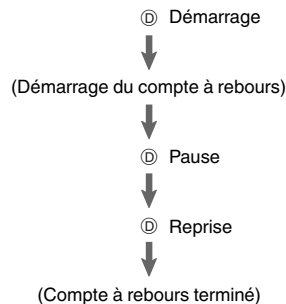 Ⓓ Démarrage
(Démarrage du compte à rebours)
Ⓓ Pause
Ⓓ Reprise
(Compte à rebours terminé)